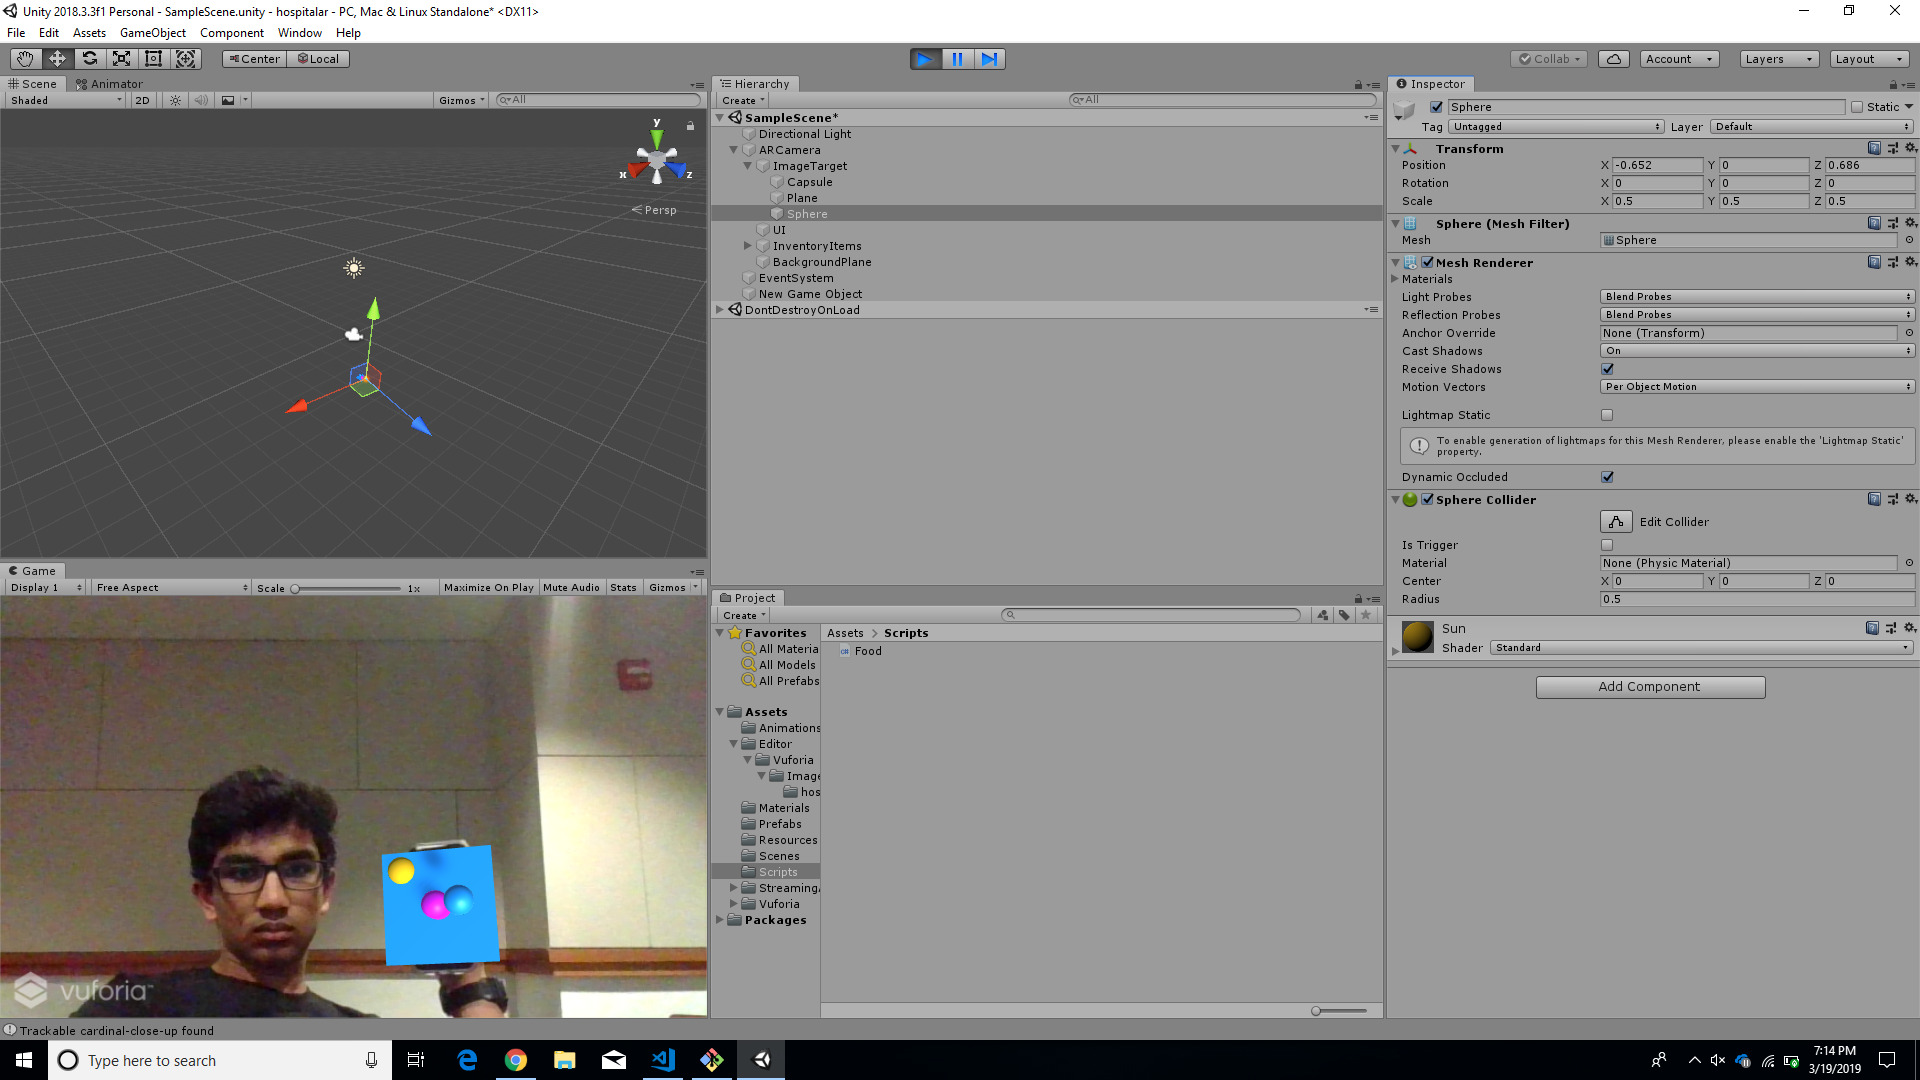 Unity 2018.3.3f1 Personal - SampleScene.unity - hospitalar - PC, Mac & Linux Standalone* <DX11>
File Edit Assets GameObject Component Window Help
Center Local
Collab Account Layers Layout
Scene Animator
Shaded 2D Gizmos All
y
x z
Persp
Game
Display 1 Free Aspect Scale 1x Maximize On Play Mute Audio Stats Gizmos
vuforia™
Trackable cardinal-close-up found
Hierarchy
Create All
SampleScene*
Directional Light
ARCamera
ImageTarget
Capsule
Plane
Sphere
UI
InventoryItems
BackgroundPlane
EventSystem
New Game Object
DontDestroyOnLoad
Project
Create
Favorites
All Materia
All Models
All Prefabs
Assets
Animations
Editor
Vuforia
Image
hos
Materials
Prefabs
Resources
Scenes
Scripts
Streaming
Vuforia
Packages
Assets > Scripts
Food
Inspector
Sphere Static
Tag Untagged Layer Default
Transform
Position X -0.652 Y 0 Z 0.686
Rotation X 0 Y 0 Z 0
Scale X 0.5 Y 0.5 Z 0.5
Sphere (Mesh Filter)
Mesh Sphere
Mesh Renderer
Materials
Light Probes Blend Probes
Reflection Probes Blend Probes
Anchor Override None (Transform)
Cast Shadows On
Receive Shadows
Motion Vectors Per Object Motion
Lightmap Static
To enable generation of lightmaps for this Mesh Renderer, please enable the 'Lightmap Static'
property.
Dynamic Occluded
Sphere Collider
Edit Collider
Is Trigger
Material None (Physic Material)
Center X 0 Y 0 Z 0
Radius 0.5
Sun
Shader Standard
Add Component
Type here to search
7:14 PM
3/19/2019